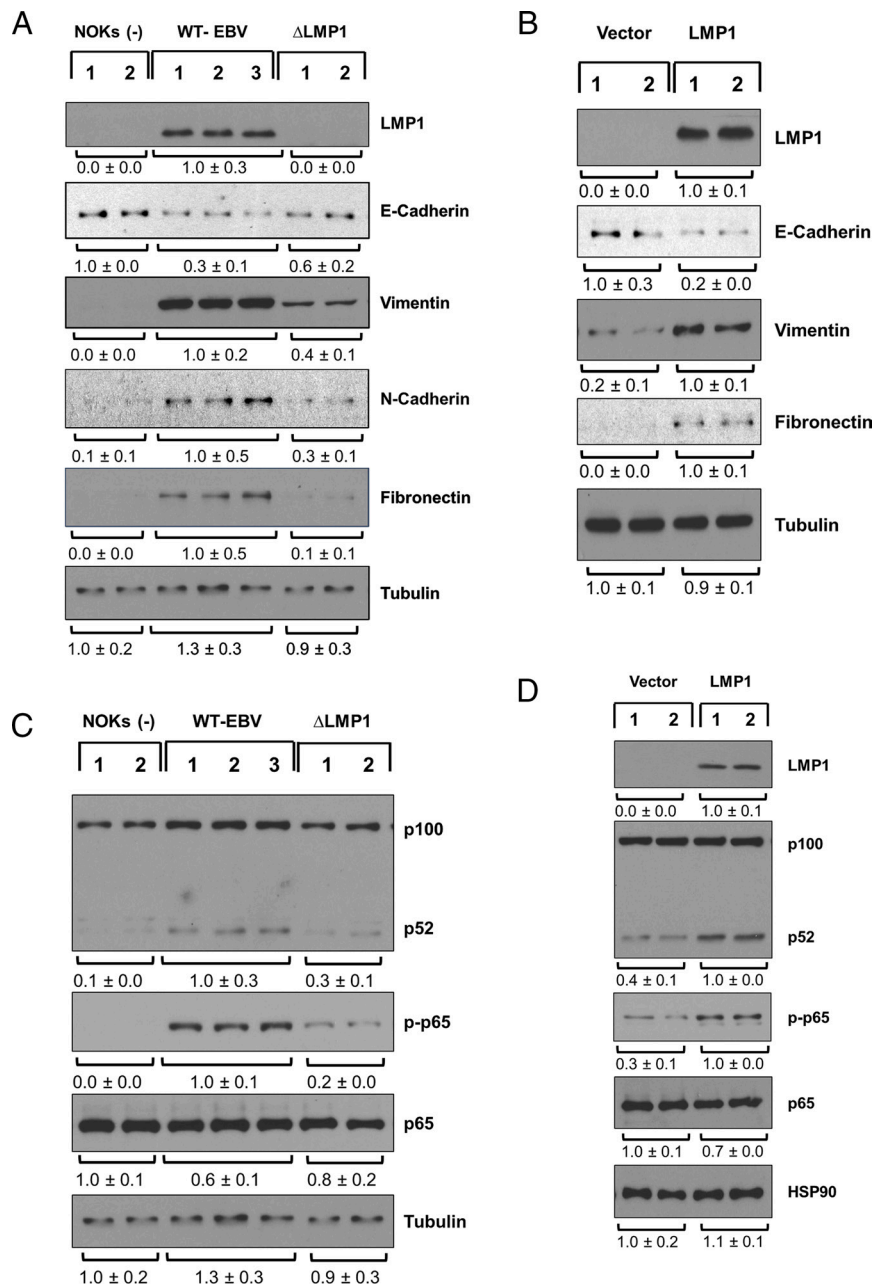 A
NOKs (-) WT- EBV ΔLMP1
1 2 1 2 3 1 2
LMP1
0.0 ± 0.0 1.0 ± 0.3 0.0 ± 0.0
E-Cadherin
1.0 ± 0.0 0.3 ± 0.1 0.6 ± 0.2
Vimentin
0.0 ± 0.0 1.0 ± 0.2 0.4 ± 0.1
N-Cadherin
0.1 ± 0.1 1.0 ± 0.5 0.3 ± 0.1
Fibronectin
0.0 ± 0.0 1.0 ± 0.5 0.1 ± 0.1
Tubulin
1.0 ± 0.2 1.3 ± 0.3 0.9 ± 0.3
B
Vector LMP1
1 2 1 2
LMP1
0.0 ± 0.0 1.0 ± 0.1
E-Cadherin
1.0 ± 0.3 0.2 ± 0.0
Vimentin
0.2 ± 0.1 1.0 ± 0.1
Fibronectin
0.0 ± 0.0 1.0 ± 0.1
Tubulin
1.0 ± 0.1 0.9 ± 0.1
C
NOKs (-) WT-EBV ΔLMP1
1 2 1 2 3 1 2
p100
p52
0.1 ± 0.0 1.0 ± 0.3 0.3 ± 0.1
p-p65
0.0 ± 0.0 1.0 ± 0.1 0.2 ± 0.0
p65
1.0 ± 0.1 0.6 ± 0.1 0.8 ± 0.2
Tubulin
1.0 ± 0.2 1.3 ± 0.3 0.9 ± 0.3
D
Vector LMP1
1 2 1 2
LMP1
0.0 ± 0.0 1.0 ± 0.1
p100
p52
0.4 ± 0.1 1.0 ± 0.0
p-p65
0.3 ± 0.1 1.0 ± 0.0
p65
1.0 ± 0.1 0.7 ± 0.0
HSP90
1.0 ± 0.2 1.1 ± 0.1